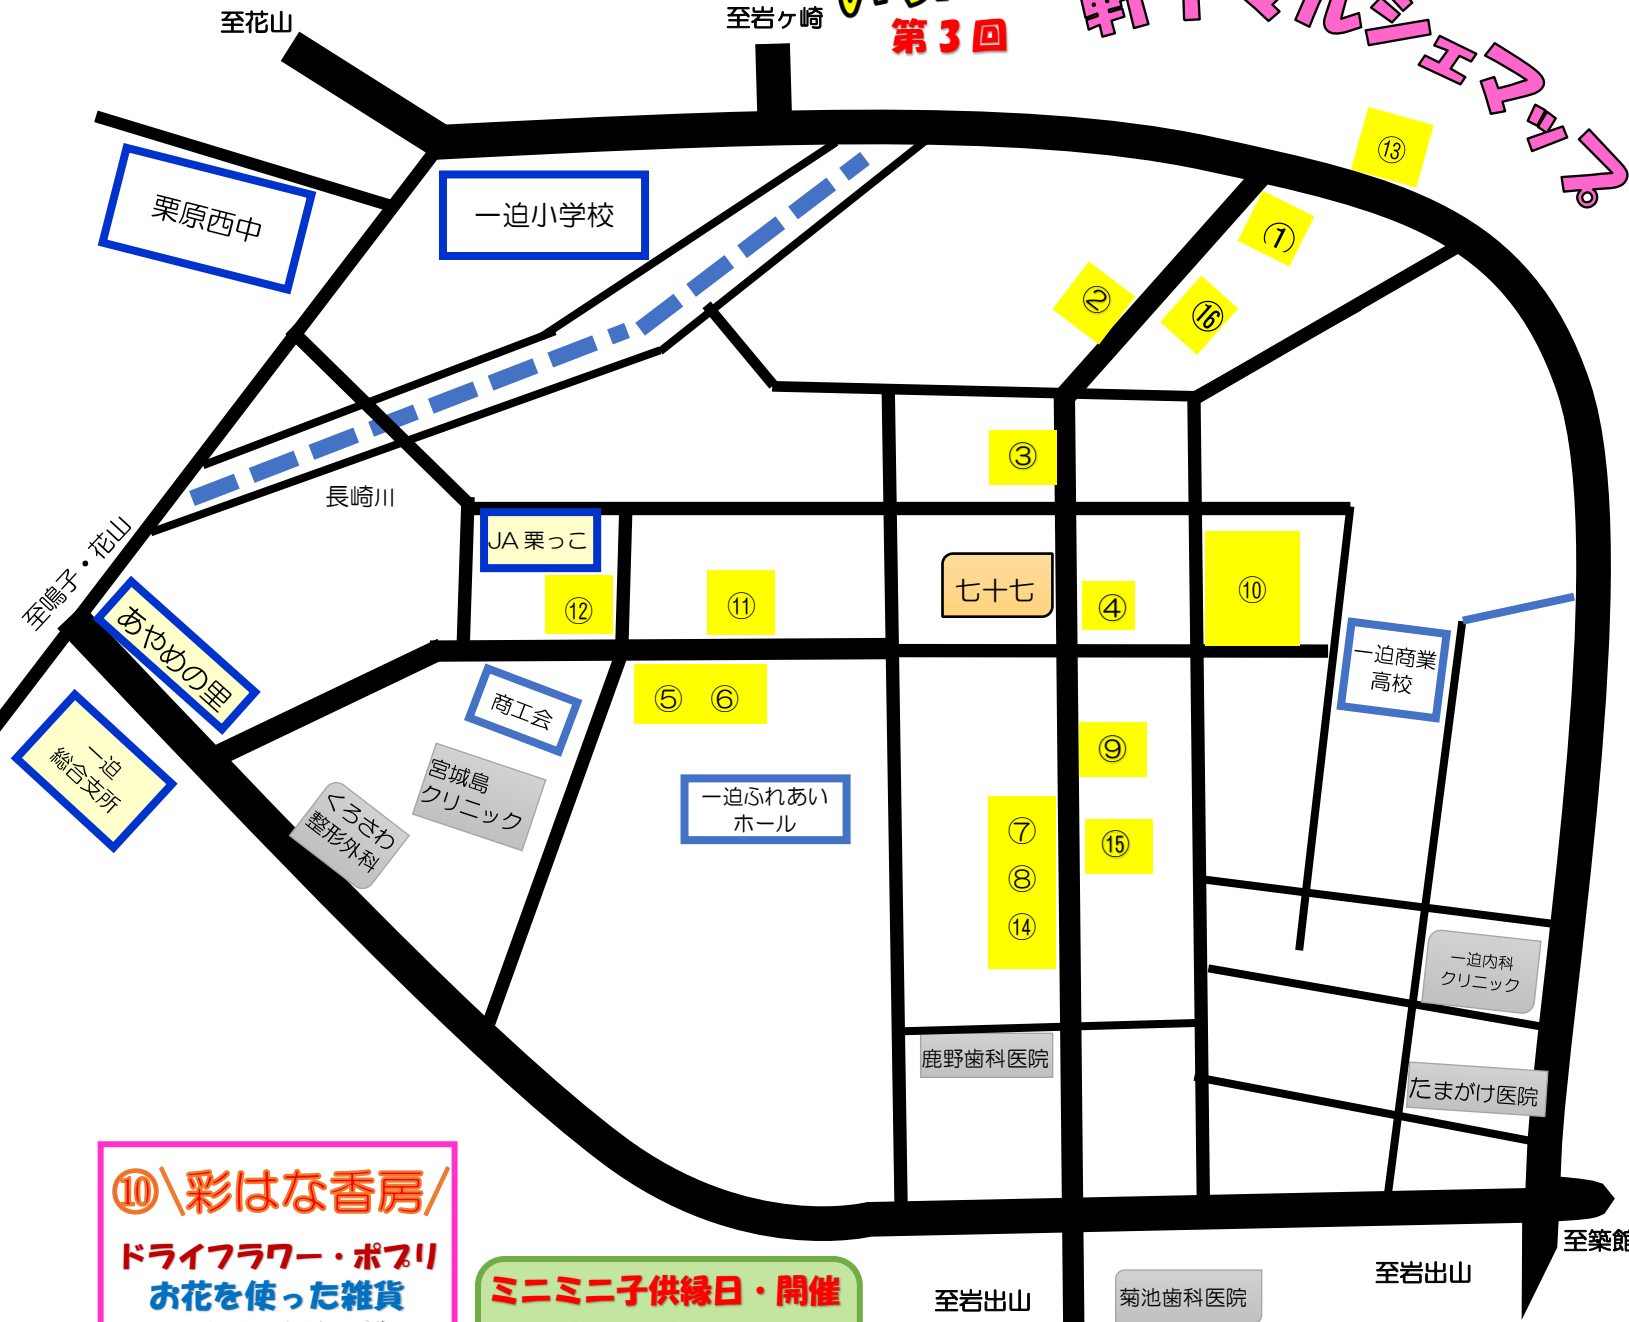 至花山
至岩ヶ崎
第3回
軒下マルシェマップ
⑬
栗原西中
一迫小学校
①
②
⑯
③
長崎川
JA 栗っこ
七十七
⑩
⑫
⑪
④
至鳴子・花山
あやめの里
一迫商業
高校
商工会
⑤ ⑥
一迫
総合支所
宮城島
クリニック
⑨
くろさわ
整形外科
一迫ふれあい
ホール
⑦
⑧
⑭
⑮
一迫内科
クリニック
鹿野歯科医院
たまがけ医院
⑩\彩はな香房/
ドライフラワー・ポプリ
お花を使った雑貨
ミニミニ子供縁日・開催
至岩出山
菊池歯科医院
至岩出山
至築館